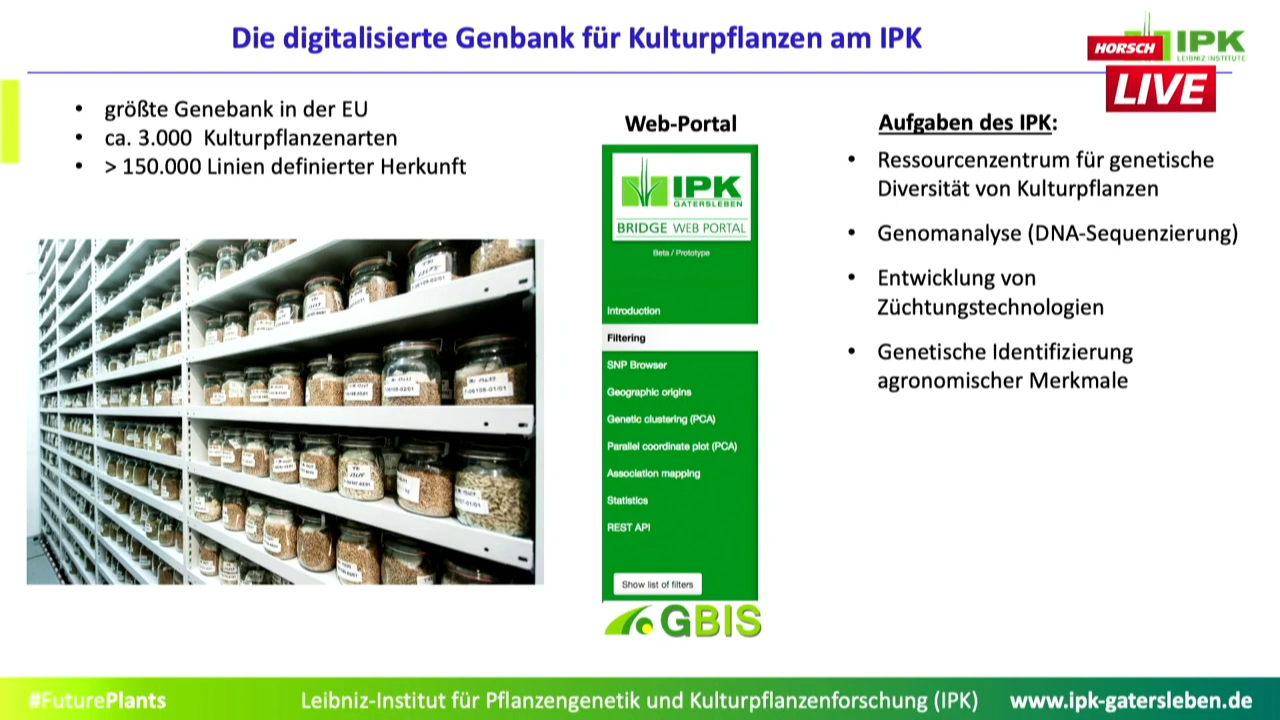 Die digitalisierte Genbank für Kulturpflanzen am IPK
HORSCH
LIVE
IPK
LEIBNIZ INSTITUTE
• größte Genebank in der EU
• ca. 3.000 Kulturpflanzenarten
• > 150.000 Linien definierter Herkunft
Web-Portal
IPK
GATERSLEBEN
BRIDGE WEB PORTAL
Beta / Prototype
Introduction
Filtering
SNP Browser
Geographic origins
Genetic clustering (PCA)
Parallel coordinate plot (PCA)
Association mapping
Statistics
REST API
Show list of filters
GBIS
Aufgaben des IPK:
• Ressourcenzentrum für genetische
Diversität von Kulturpflanzen
• Genomanalyse (DNA-Sequenzierung)
• Entwicklung von
Züchtungstechnologien
• Genetische Identifizierung
agronomischer Merkmale
#FuturePlants
Leibniz-Institut für Pflanzengenetik und Kulturpflanzenforschung (IPK)
www.ipk-gatersleben.de